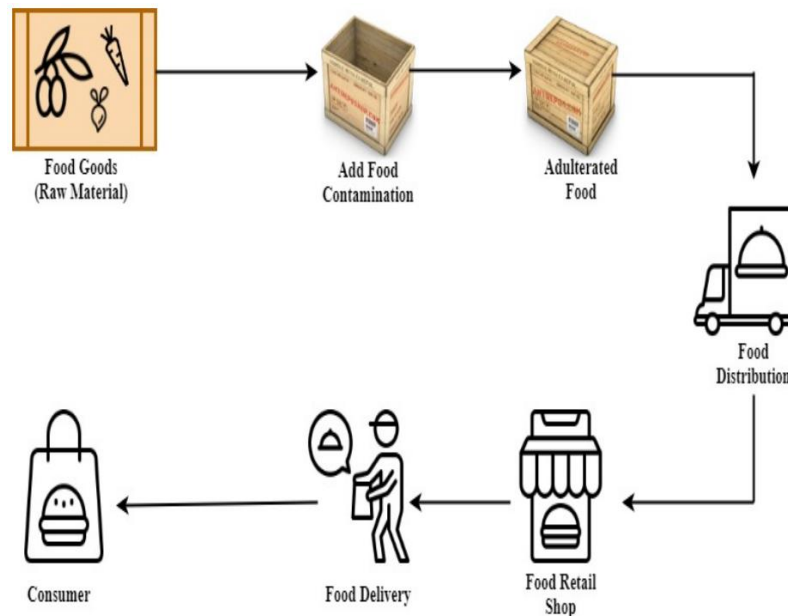 Food Goods
(Raw Material)
Add Food
Contamination
Adulterated
Food
Food
Distribution
Food Retail
Shop
Food Delivery
Consumer